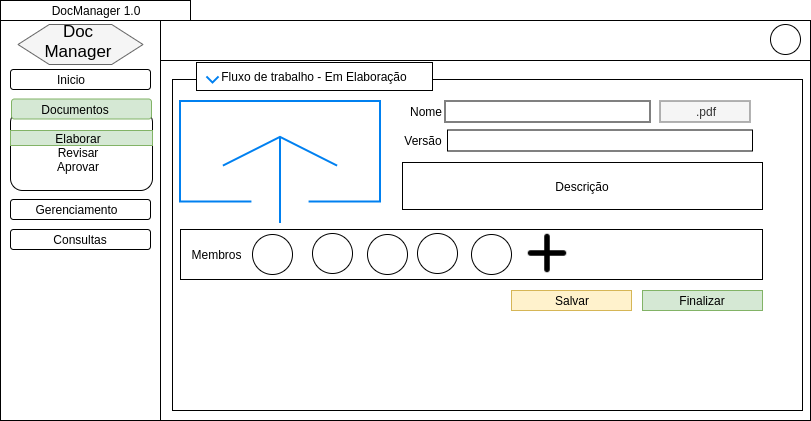 DocManager 1.0
Doc
Manager
Inicio
Documentos
Elaborar
Revisar
Aprovar
Gerenciamento
Consultas
Fluxo de trabalho - Em Elaboração
Nome
.pdf
Versão
Descrição
Membros
Salvar
Finalizar